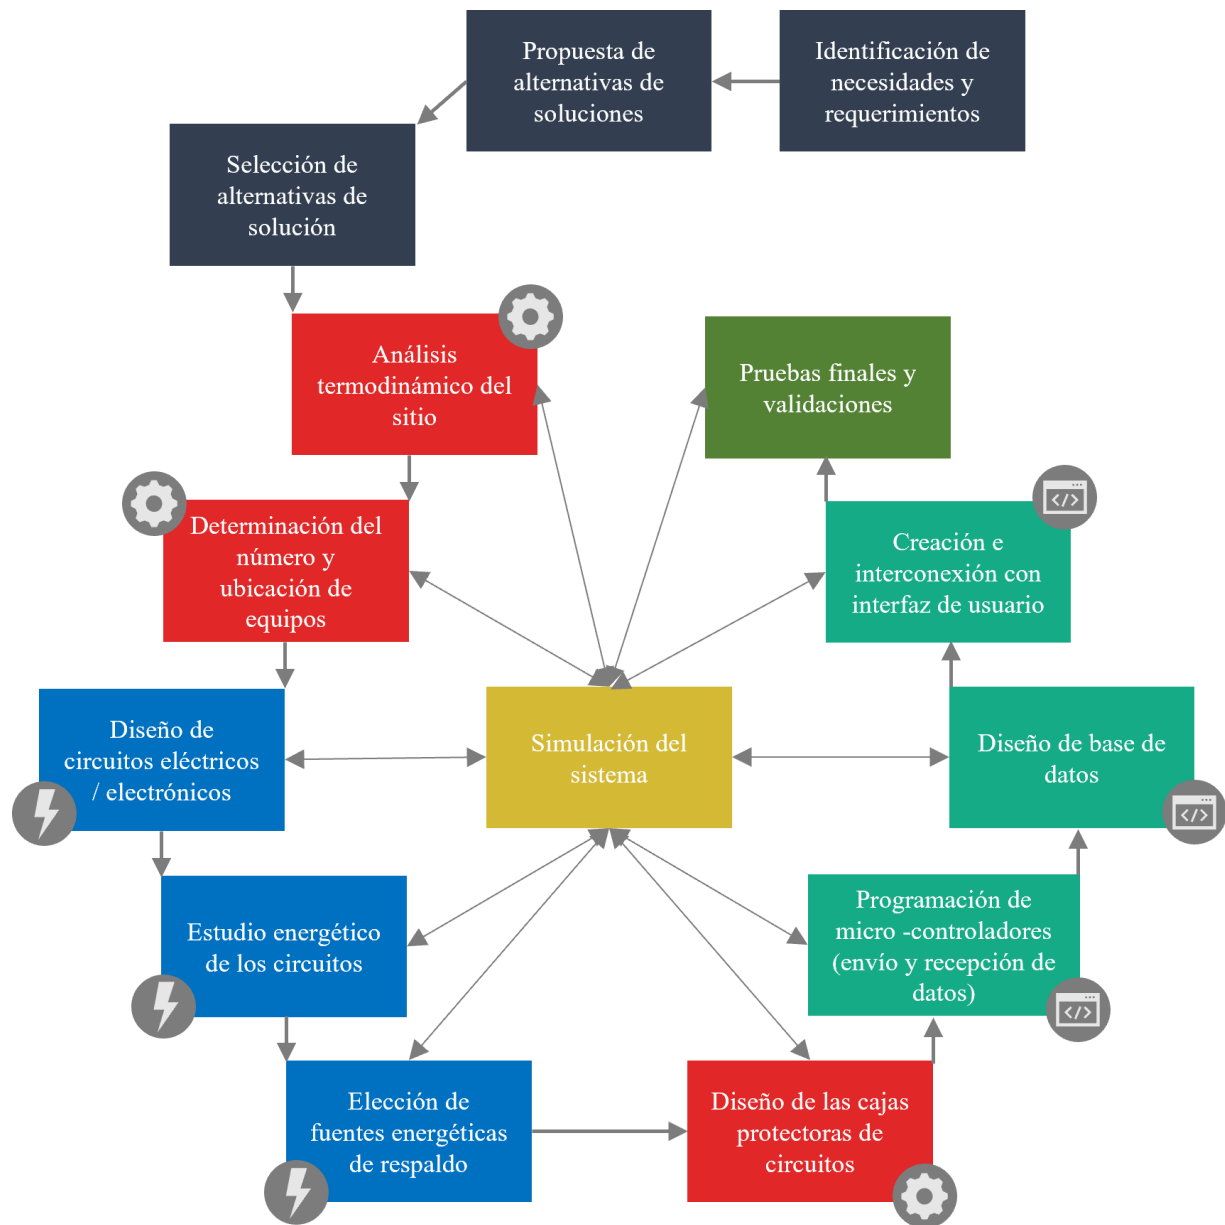 Propuesta de
alternativas de
soluciones
Identificación de
necesidades y
requerimientos
Selección de
alternativas de
solución
Análisis
termodinámico del
sitio
Pruebas finales y
validaciones
Determinación del
número y
ubicación de
equipos
Creación e
interconexión con
interfaz de usuario
Diseño de
circuitos eléctricos
/ electrónicos
Simulación del
sistema
Diseño de base de
datos
Estudio energético
de los circuitos
Programación de
micro -controladores
(envío y recepción de
datos)
Elección de
fuentes energéticas
de respaldo
Diseño de las cajas
protectoras de
circuitos